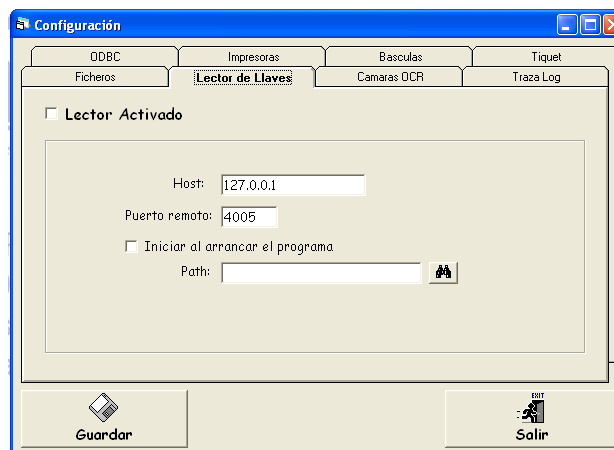 Configuración
ODBC Impresoras Basculas Tiquet
Ficheros Lector de Llaves Camaras OCR Traza Log
Lector Activado
Host: 127.0.0.1
Puerto remoto: 4005
Iniciar al arrancar el programa
Path:
EXIT
Guardar Salir